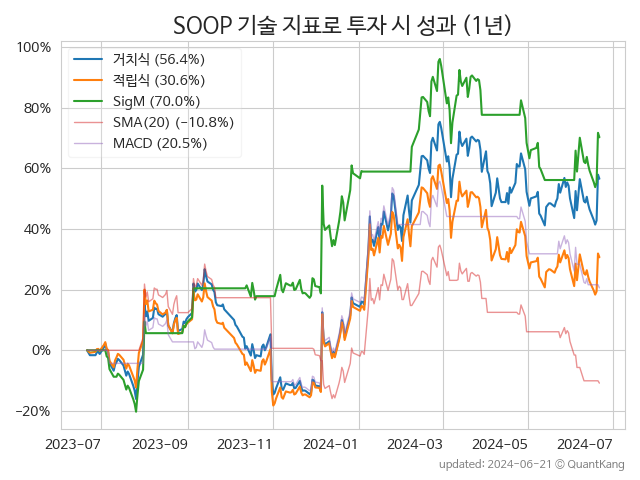 SOOP 기술 지표로 투자 시 성과 (1년)
거치식 (56.4%)
적립식 (30.6%)
SigM (70.0%)
SMA(20) (−10.8%)
MACD (20.5%)
100%
80%
60%
40%
20%
0%
−20%
2023-07 2023-09 2023-11 2024-01 2024-03 2024-05 2024-07
updated: 2024-06-21 © QuantKang